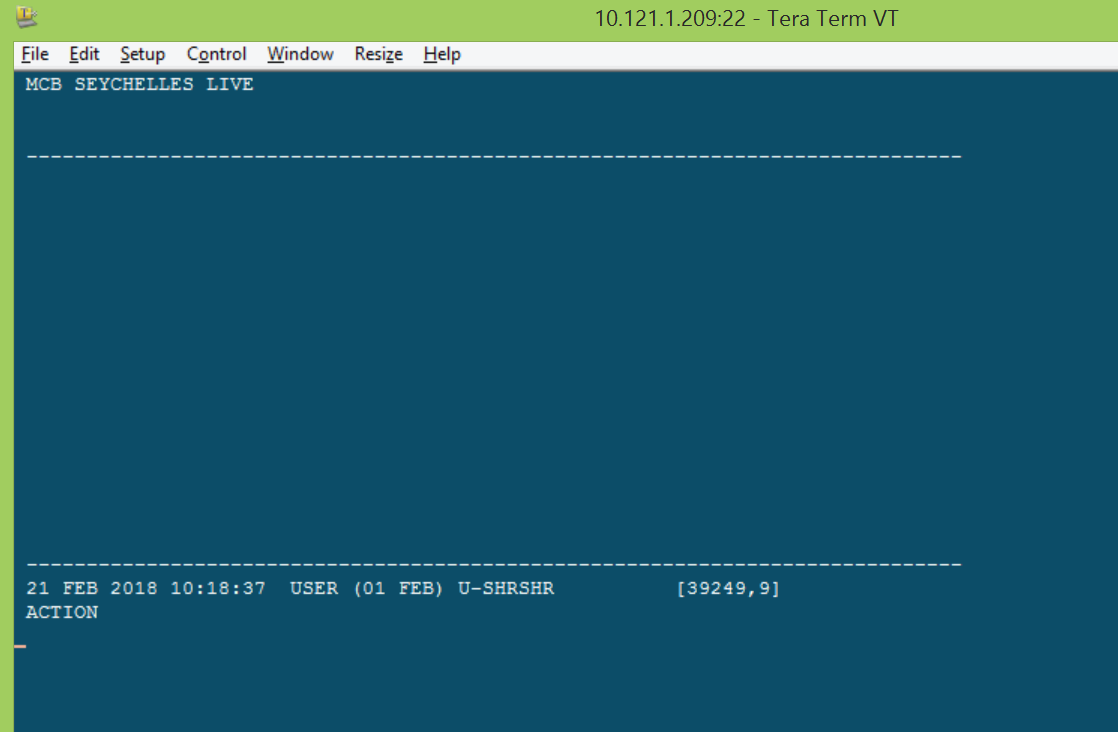 10.121.1.209:22 - Tera Term VT
File Edit Setup Control Window Resize Help
MCB SEYCHELLES LIVE
------------------------------------------------------------------------------
------------------------------------------------------------------------------
21 FEB 2018 10:18:37 USER (01 FEB) U-SHRSHR [39249,9]
ACTION